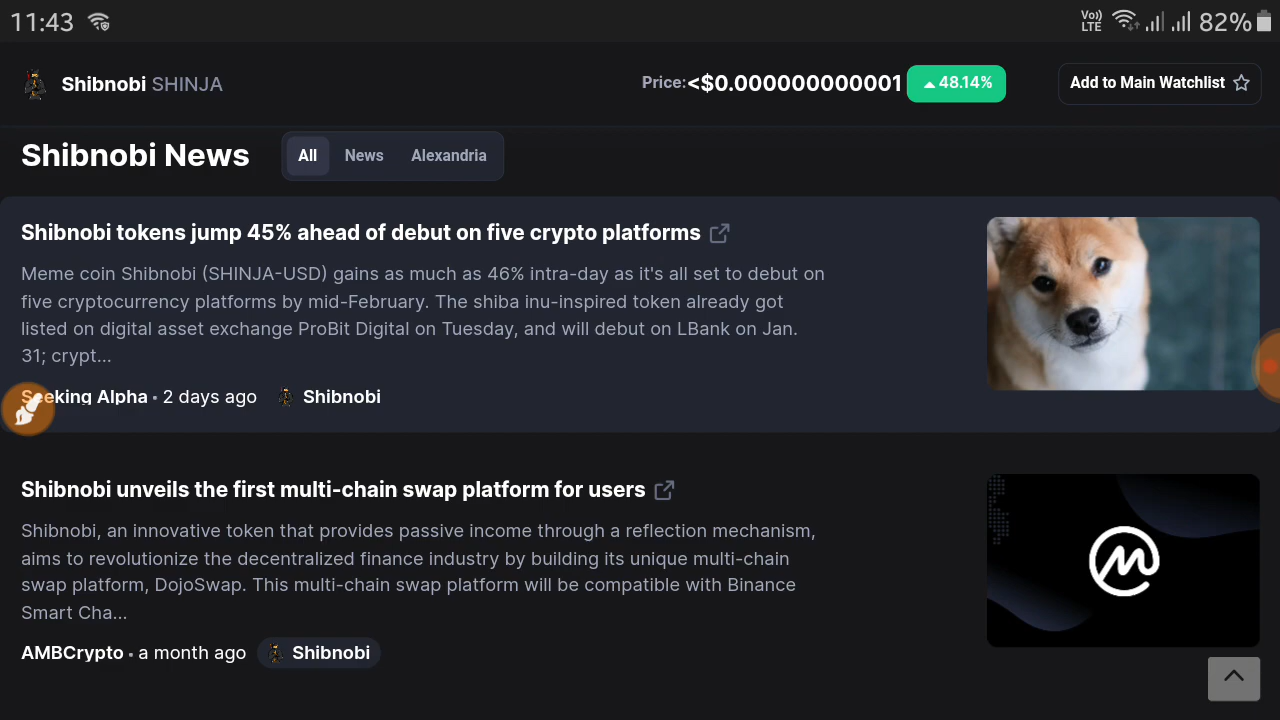 11:43 Vo)) LTE 82%
Shibnobi SHINJA Price:<$0.000000000001 48.14% Add to Main Watchlist
Shibnobi News All News Alexandria
Shibnobi tokens jump 45% ahead of debut on five crypto platforms
Meme coin Shibnobi (SHINJA-USD) gains as much as 46% intra-day as it's all set to debut on
five cryptocurrency platforms by mid-February. The shiba inu-inspired token already got
listed on digital asset exchange ProBit Digital on Tuesday, and will debut on LBank on Jan.
31; crypt...
Seeking Alpha • 2 days ago Shibnobi
Shibnobi unveils the first multi-chain swap platform for users
Shibnobi, an innovative token that provides passive income through a reflection mechanism,
aims to revolutionize the decentralized finance industry by building its unique multi-chain
swap platform, DojoSwap. This multi-chain swap platform will be compatible with Binance
Smart Cha...
AMBCrypto • a month ago Shibnobi